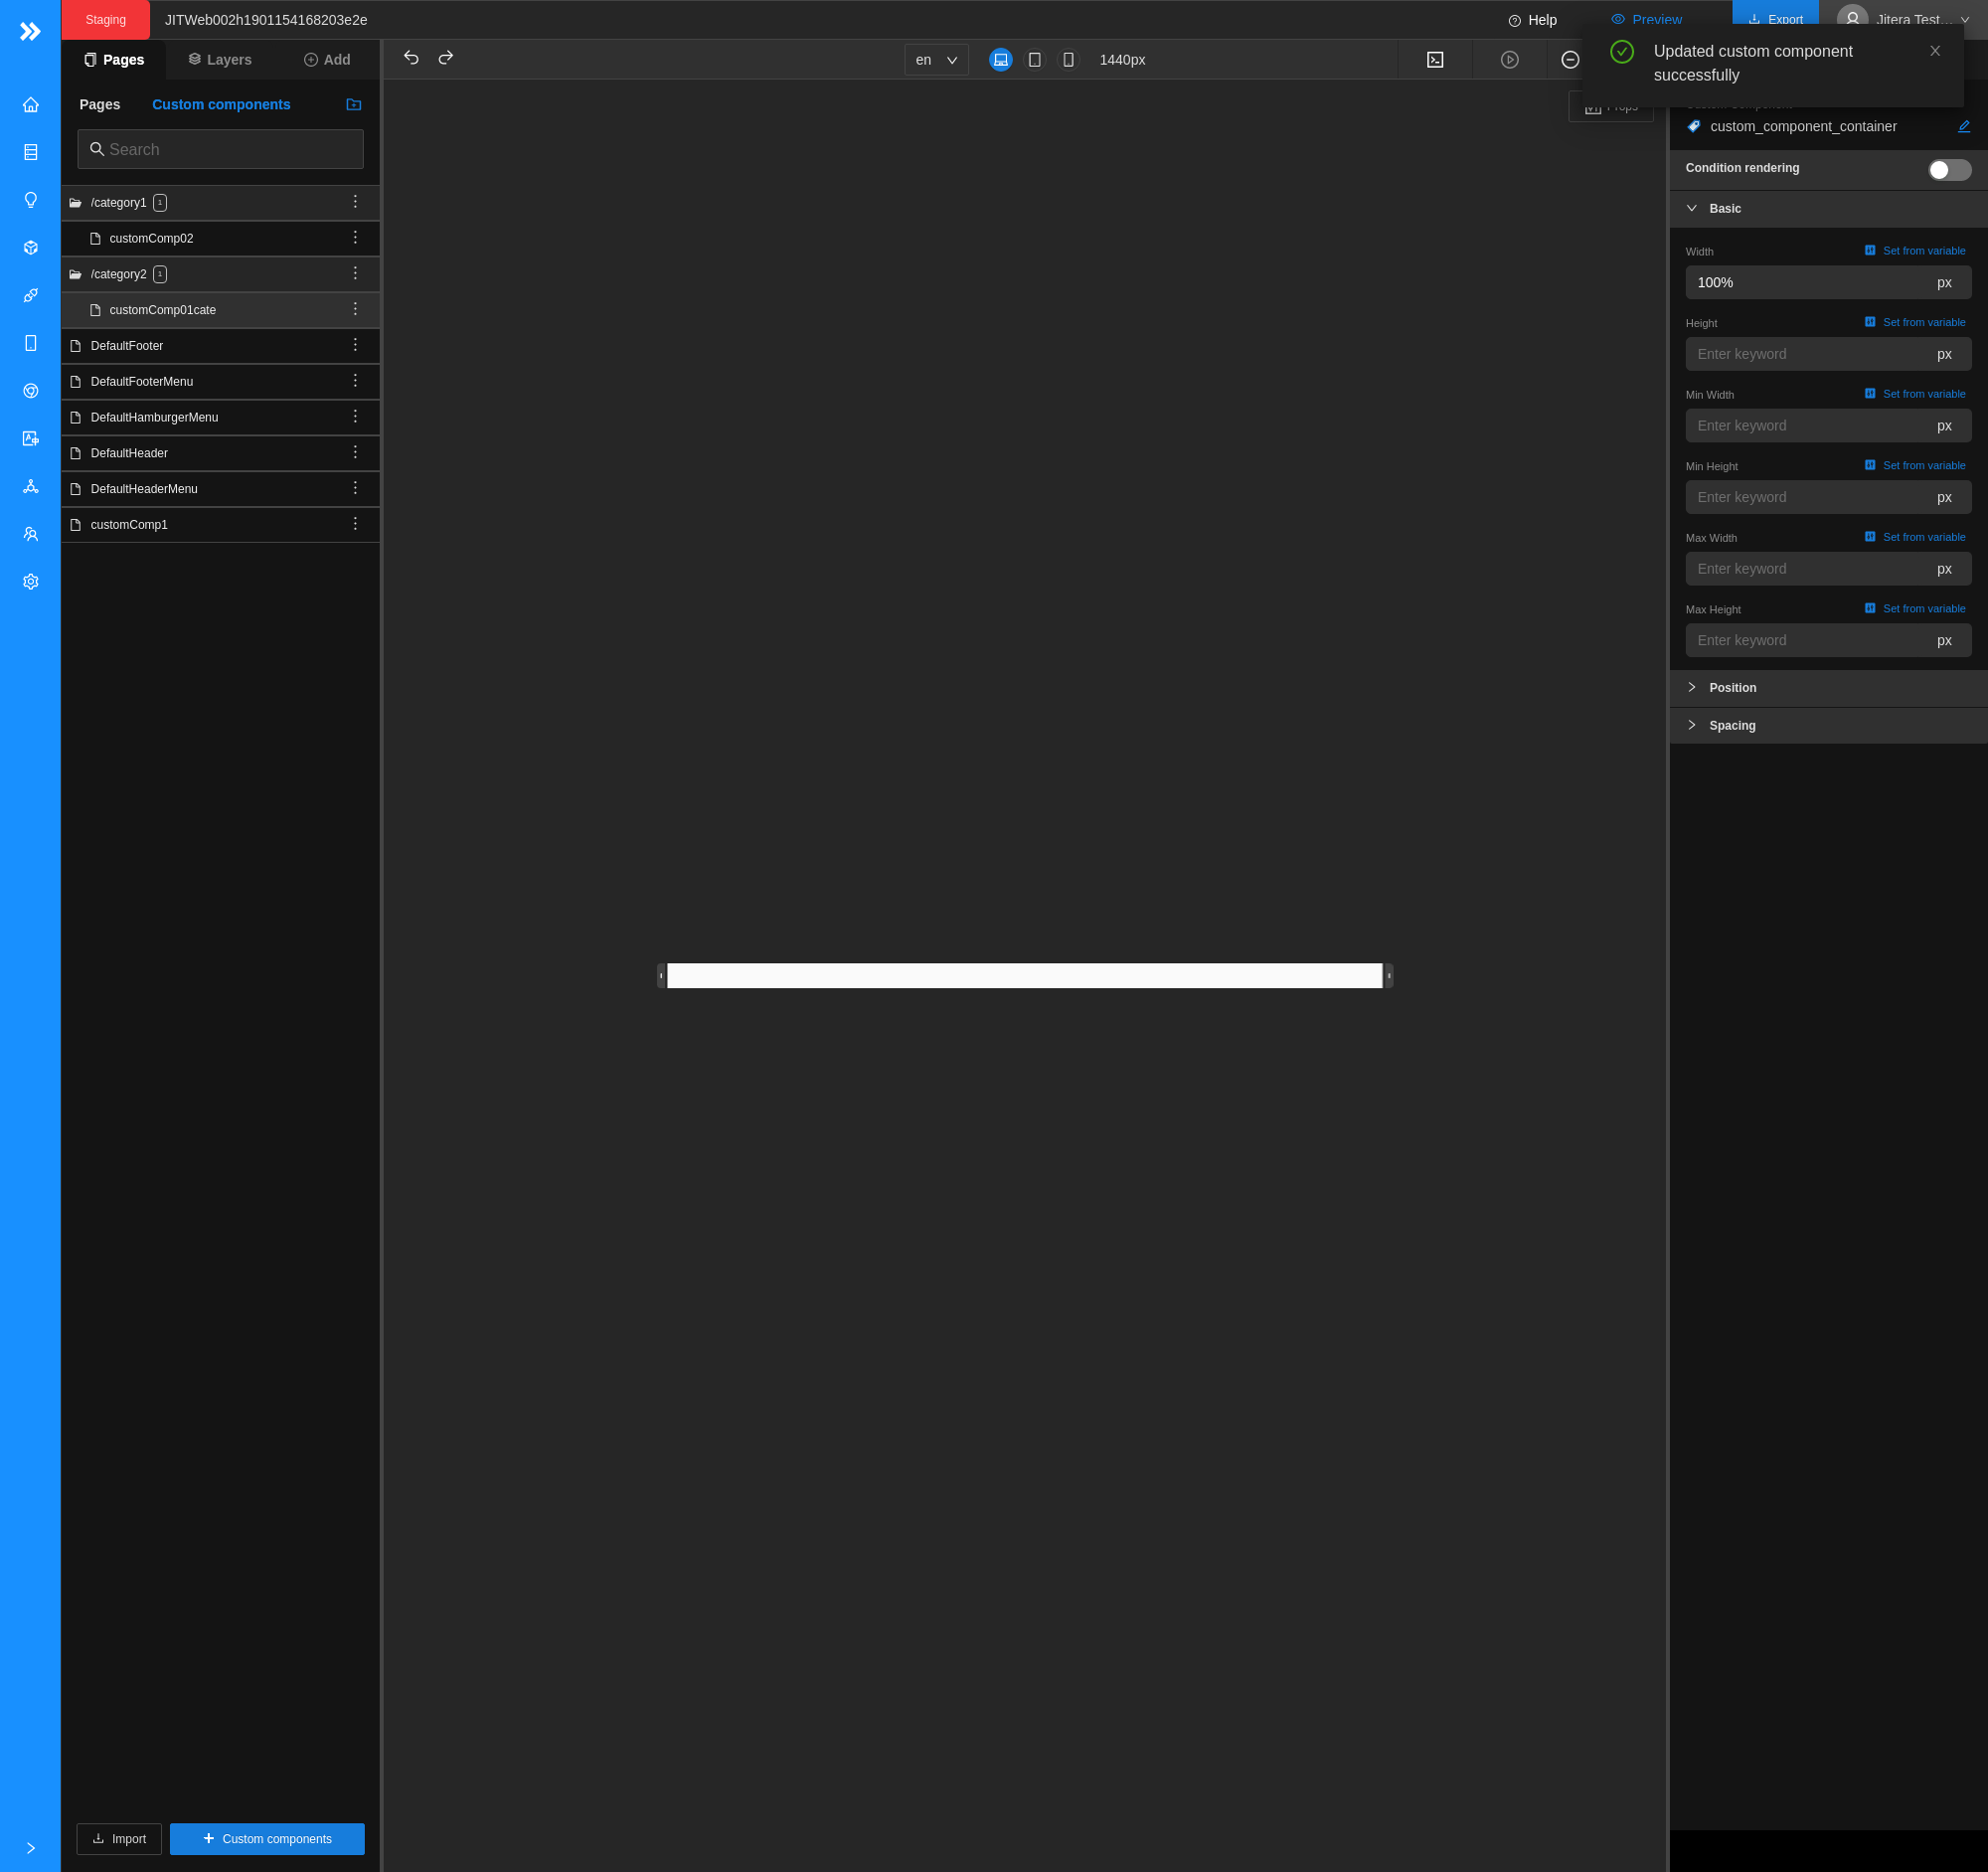 Staging
JITWeb002h1901154168203e2e
Help
Preview
Export
Jitera Test...
Updated custom component
successfully
Pages
Layers
Add
en
1440px
Pages
Custom components
Search
/category1 1
customComp02
/category2 1
customComp01cate
DefaultFooter
DefaultFooterMenu
DefaultHamburgerMenu
DefaultHeader
DefaultHeaderMenu
customComp1
Import
Custom components
Props
custom_component_container
Condition rendering
Basic
Width
Set from variable
100%
px
Height
Set from variable
Enter keyword
px
Min Width
Set from variable
Enter keyword
px
Min Height
Set from variable
Enter keyword
px
Max Width
Set from variable
Enter keyword
px
Max Height
Set from variable
Enter keyword
px
Position
Spacing